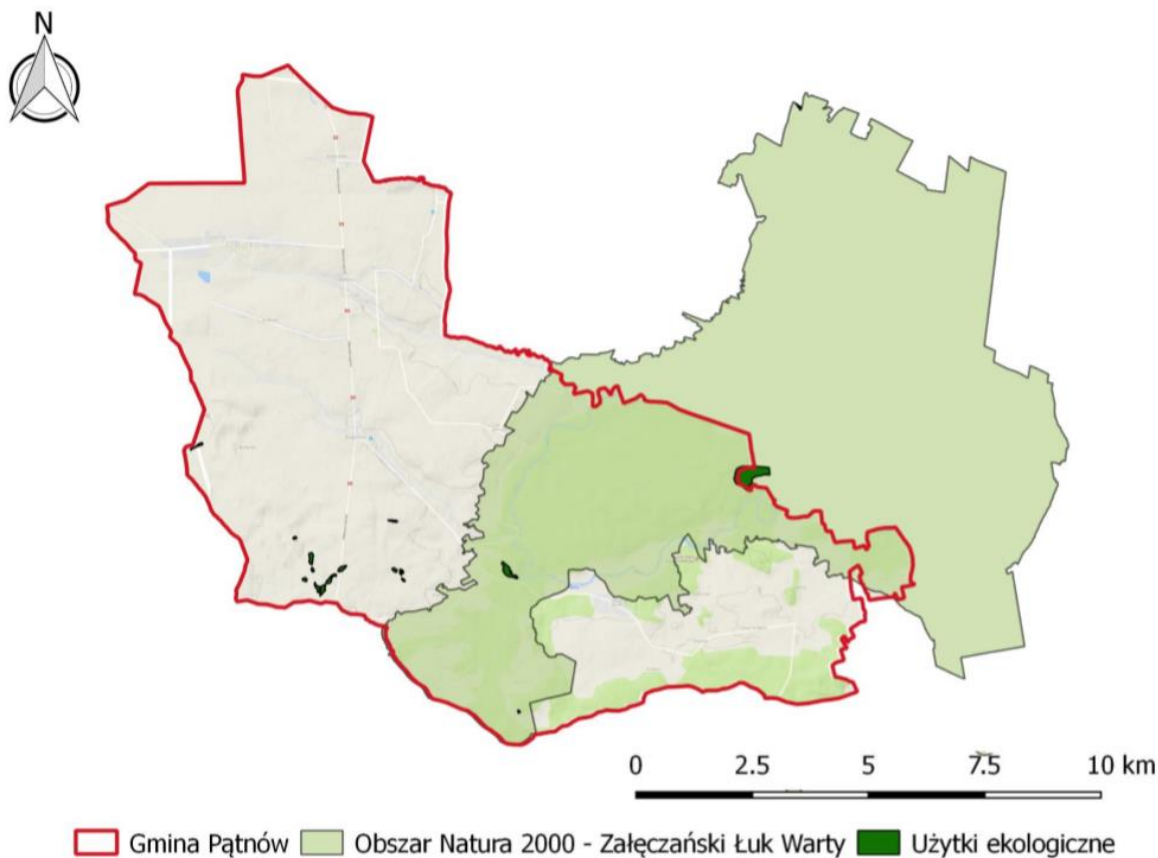 N
0 2.5 5 7.5 10 km
Gmina Pątnów Obszar Natura 2000 - Załęczański Łuk Warty Użytki ekologiczne